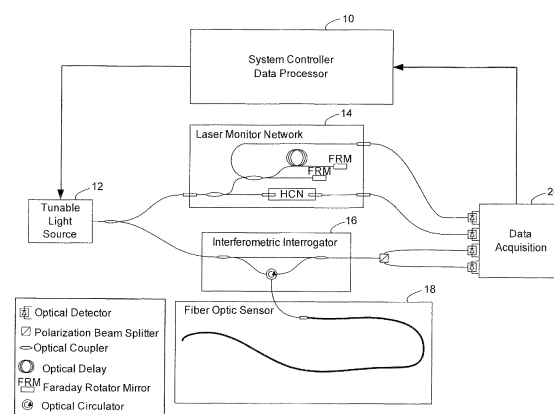 10
System Controller
Data Processor
14
Laser Monitor Network
FRM
FRM
HCN
12
Tunable
Light
Source
16
Interferometric Interrogator
Data
Acquisition
18
Fiber Optic Sensor
Optical Detector
Polarization Beam Splitter
Optical Coupler
Optical Delay
FRM
Faraday Rotator Mirror
Optical Circulator